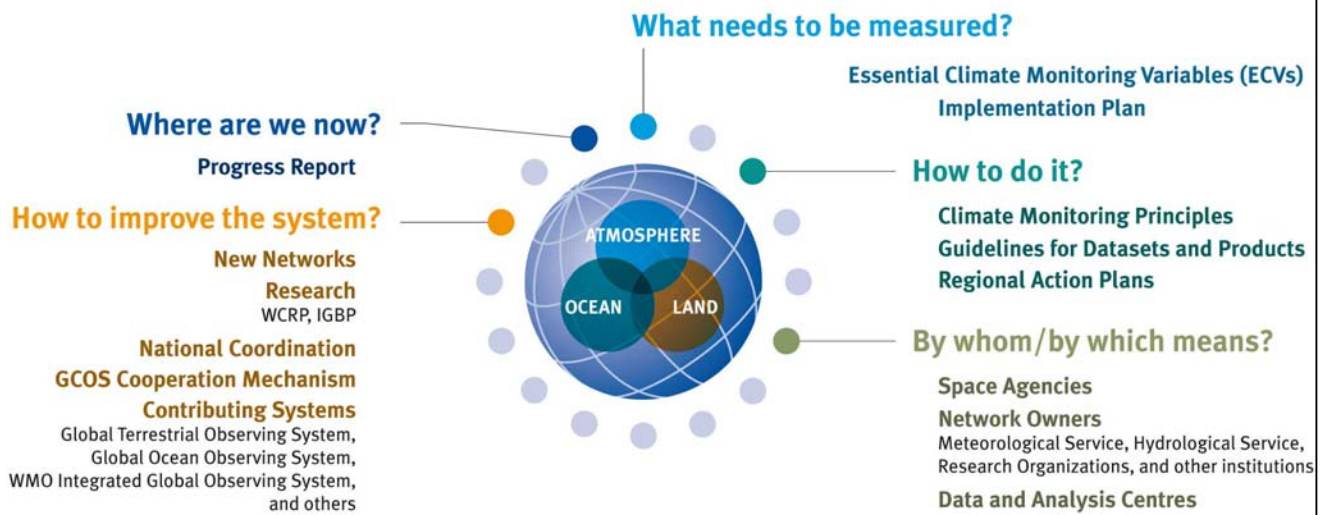 What needs to be measured?
Essential Climate Monitoring Variables (ECVs)
Implementation Plan
Where are we now?
Progress Report
How to improve the system?
New Networks
Research
WCRP, IGBP
National Coordination
GCOS Cooperation Mechanism
Contributing Systems
Global Terrestrial Observing System,
Global Ocean Observing System,
WMO Integrated Global Observing System,
and others
ATMOSPHERE
OCEAN
LAND
How to do it?
Climate Monitoring Principles
Guidelines for Datasets and Products
Regional Action Plans
By whom/by which means?
Space Agencies
Network Owners
Meteorological Service, Hydrological Service,
Research Organizations, and other institutions
Data and Analysis Centres